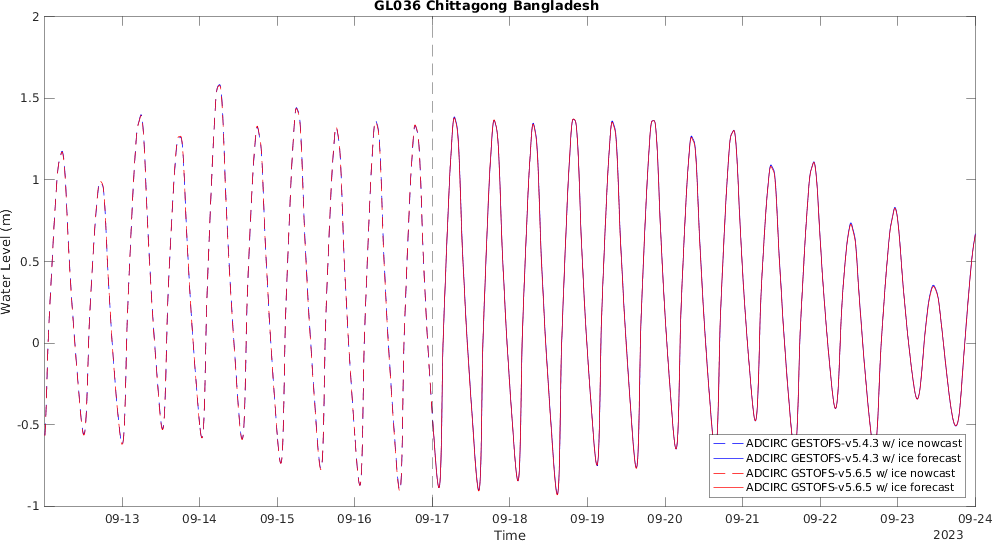 GL036 Chittagong Bangladesh
2
1.5
1
0.5
0
-0.5
-1
Water Level (m)
ADCIRC GESTOFS-v5.4.3 w/ ice nowcast
ADCIRC GESTOFS-v5.4.3 w/ ice forecast
ADCIRC GSTOFS-v5.6.5 w/ ice nowcast
ADCIRC GSTOFS-v5.6.5 w/ ice forecast
09-13 09-14 09-15 09-16 09-17 09-18 09-19 09-20 09-21 09-22 09-23 09-24
Time
2023